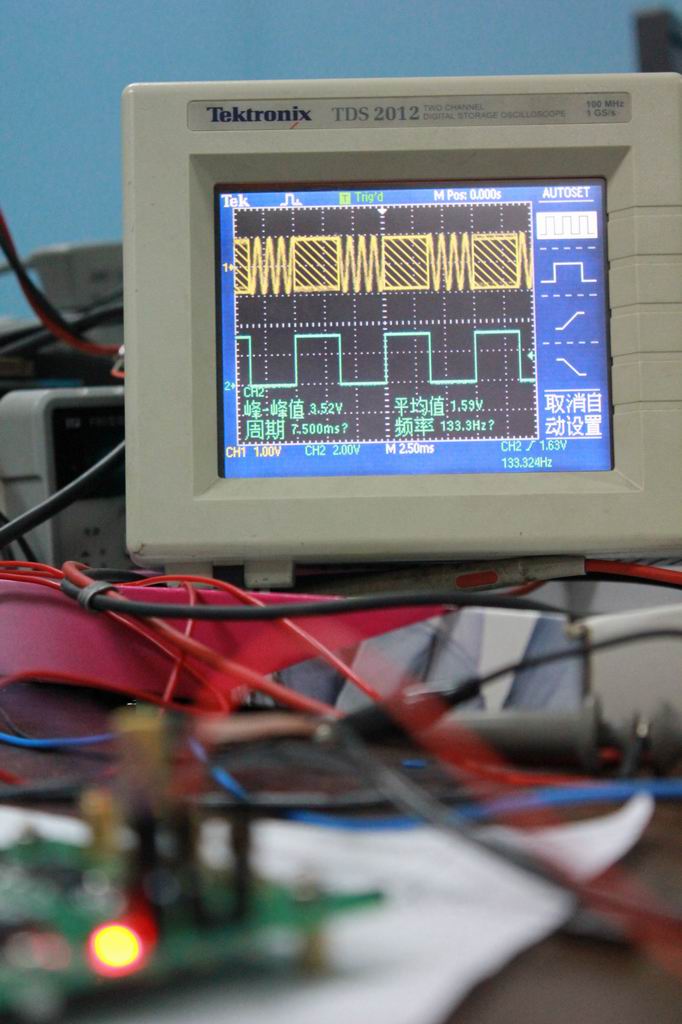 Tektronix TDS 2012 TWO CHANNEL DIGITAL STORAGE OSCILLOSCOPE 100 MHz 1 GS/s
Tek Trig'd M Pos: 0.000s AUTOSET
1
2
CH2
峰-峰值 3.52V 平均值 1.59V
周期 7.500ms? 频率 133.3Hz?
取消自
动设置
CH1 1.00V CH2 2.00V M 2.50ms CH2 1.63V
133.324Hz